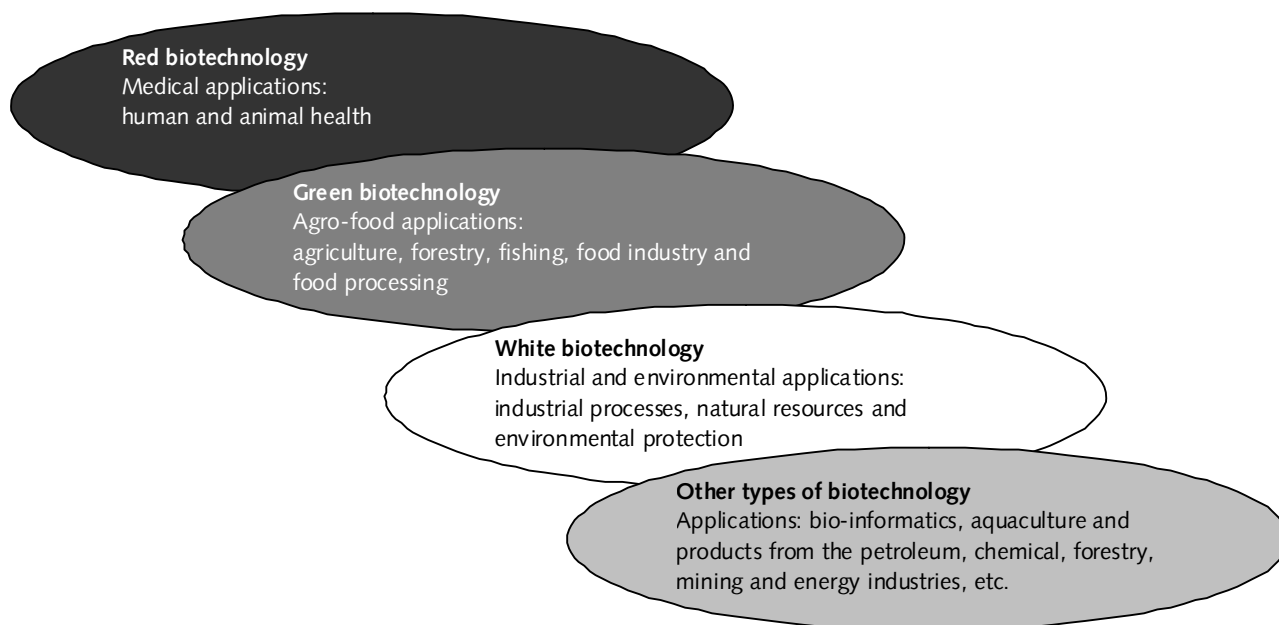 Red biotechnology
Medical applications:
human and animal health
Green biotechnology
Agro-food applications:
agriculture, forestry, fishing, food industry and
food processing
White biotechnology
Industrial and environmental applications:
industrial processes, natural resources and
environmental protection
Other types of biotechnology
Applications: bio-informatics, aquaculture and
products from the petroleum, chemical, forestry,
mining and energy industries, etc.